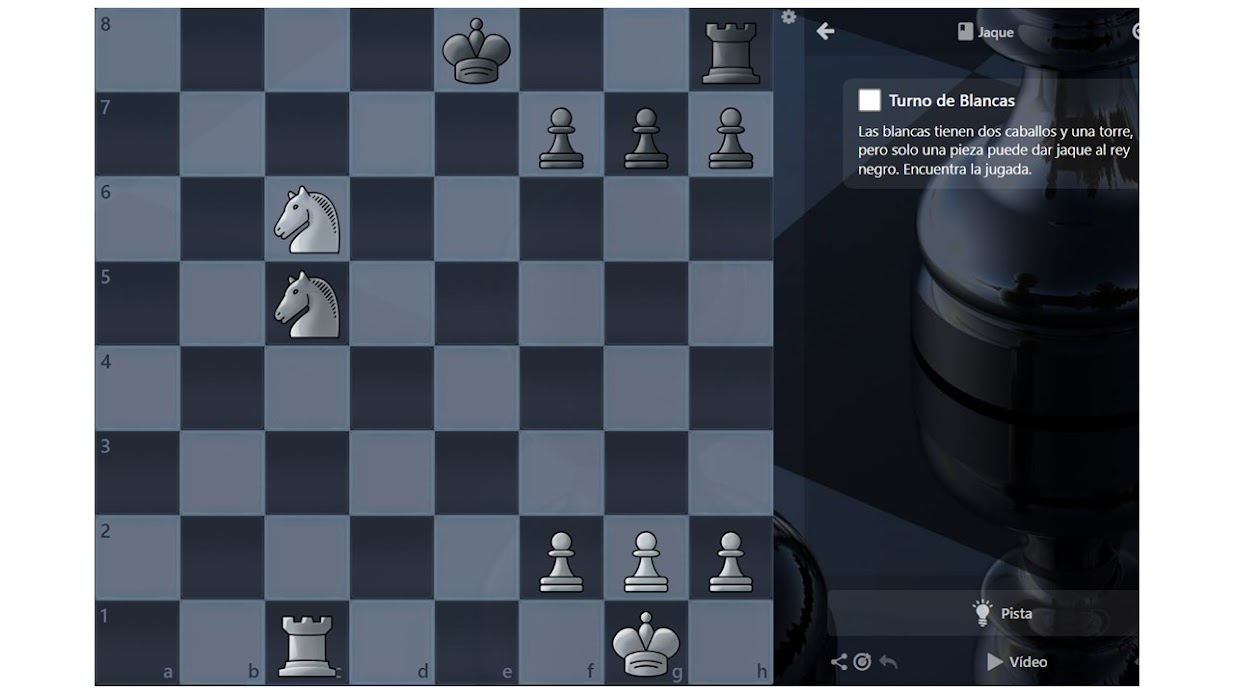 Jaque
Turno de Blancas
Las blancas tienen dos caballos y una torre,
pero solo una pieza puede dar jaque al rey
negro. Encuentra la jugada.
8
7
6
5
4
3
2
1
a b c d e f g h
Pista
Vídeo